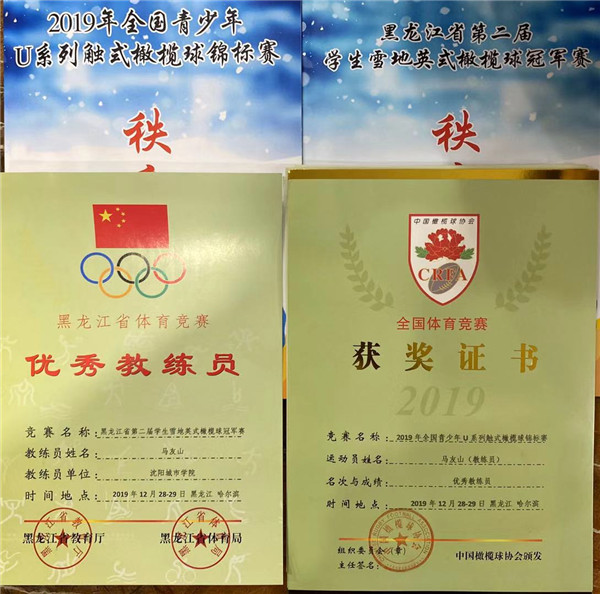 2019年全国青少年
U系列触式橄榄球锦标赛
秩
黑龙江省第二届
学生雪地英式橄榄球冠军赛
秩
黑龙江省体育竞赛
优秀教练员
竞赛名称:黑龙江省第二届学生雪地英式橄榄球冠军赛
教练员姓名 马友山
教练员单位: 沈阳城市学院
时间地点: 2019年12月28-29日 黑龙江 哈尔滨
黑龙江省教育厅 黑龙江省体育局
中国橄榄球协会
CRFA
全国体育竞赛
获奖证书
2019
竞赛名称: 2019年全国青少年U系列触式橄榄球锦标赛
运动员姓名: 马友山(教练员)
名次与成绩: 优秀教练员
时间地点: 2019年12月28-29日 黑龙江 哈尔滨
组织委员会(章)
主任签名:
中国橄榄球协会颁发